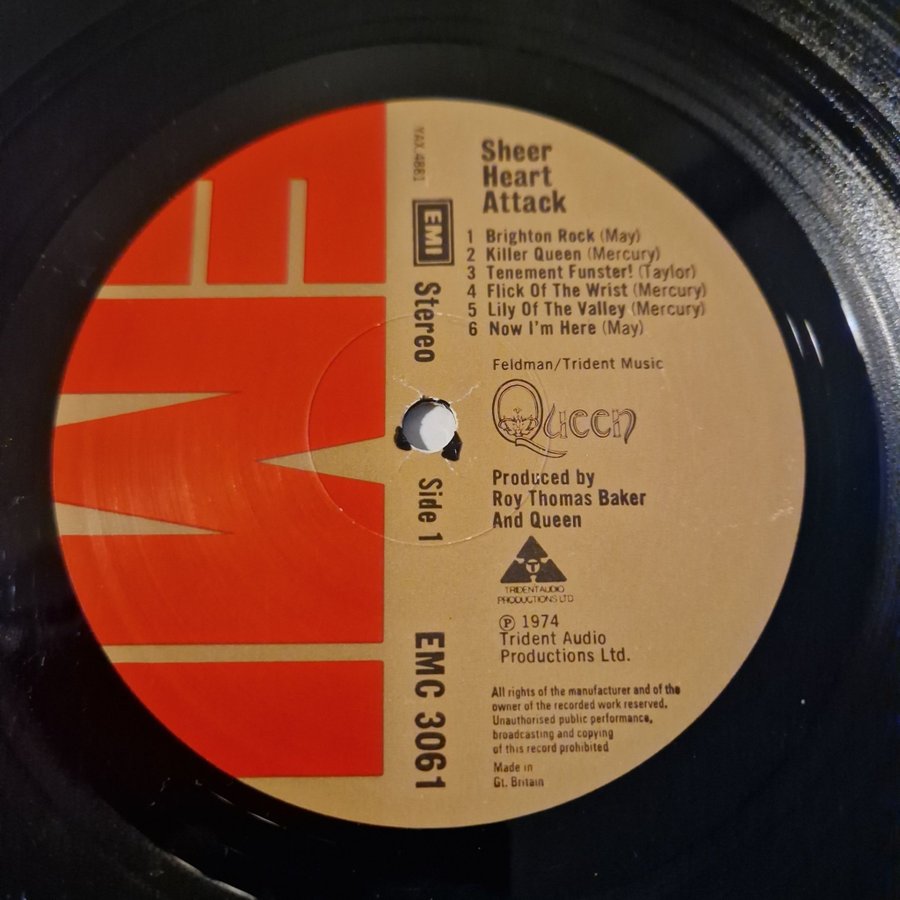 Sheer
Heart
Attack
1 Brighton Rock (May)
2 Killer Queen (Mercury)
3 Tenement Funster! (Taylor)
4 Flick Of The Wrist (Mercury)
5 Lily Of The Valley (Mercury)
6 Now I'm Here (May)
Feldman/Trident Music
Queen
Produced by
Roy Thomas Baker
And Queen
T
TRIDENT AUDIO
PRODUCTIONS LTD
℗ 1974
Trident Audio
Productions Ltd.
All rights of the manufacturer and of the
owner of the recorded work reserved.
Unauthorised public performance,
broadcasting and copying
of this record prohibited
Made in
Gt. Britain
YAX.4881
EMI
Stereo
Side 1
EMC 3061
EMI